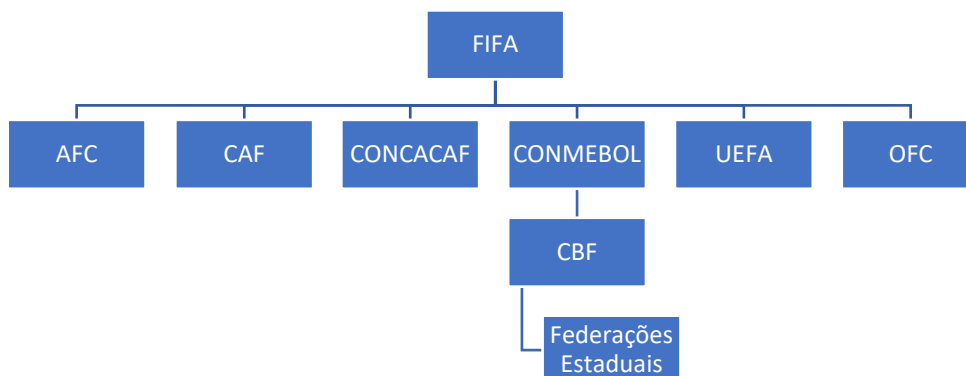 FIFA
AFC
CAF
CONCACAF
CONMEBOL
UEFA
OFC
CBF
Federações
Estaduais